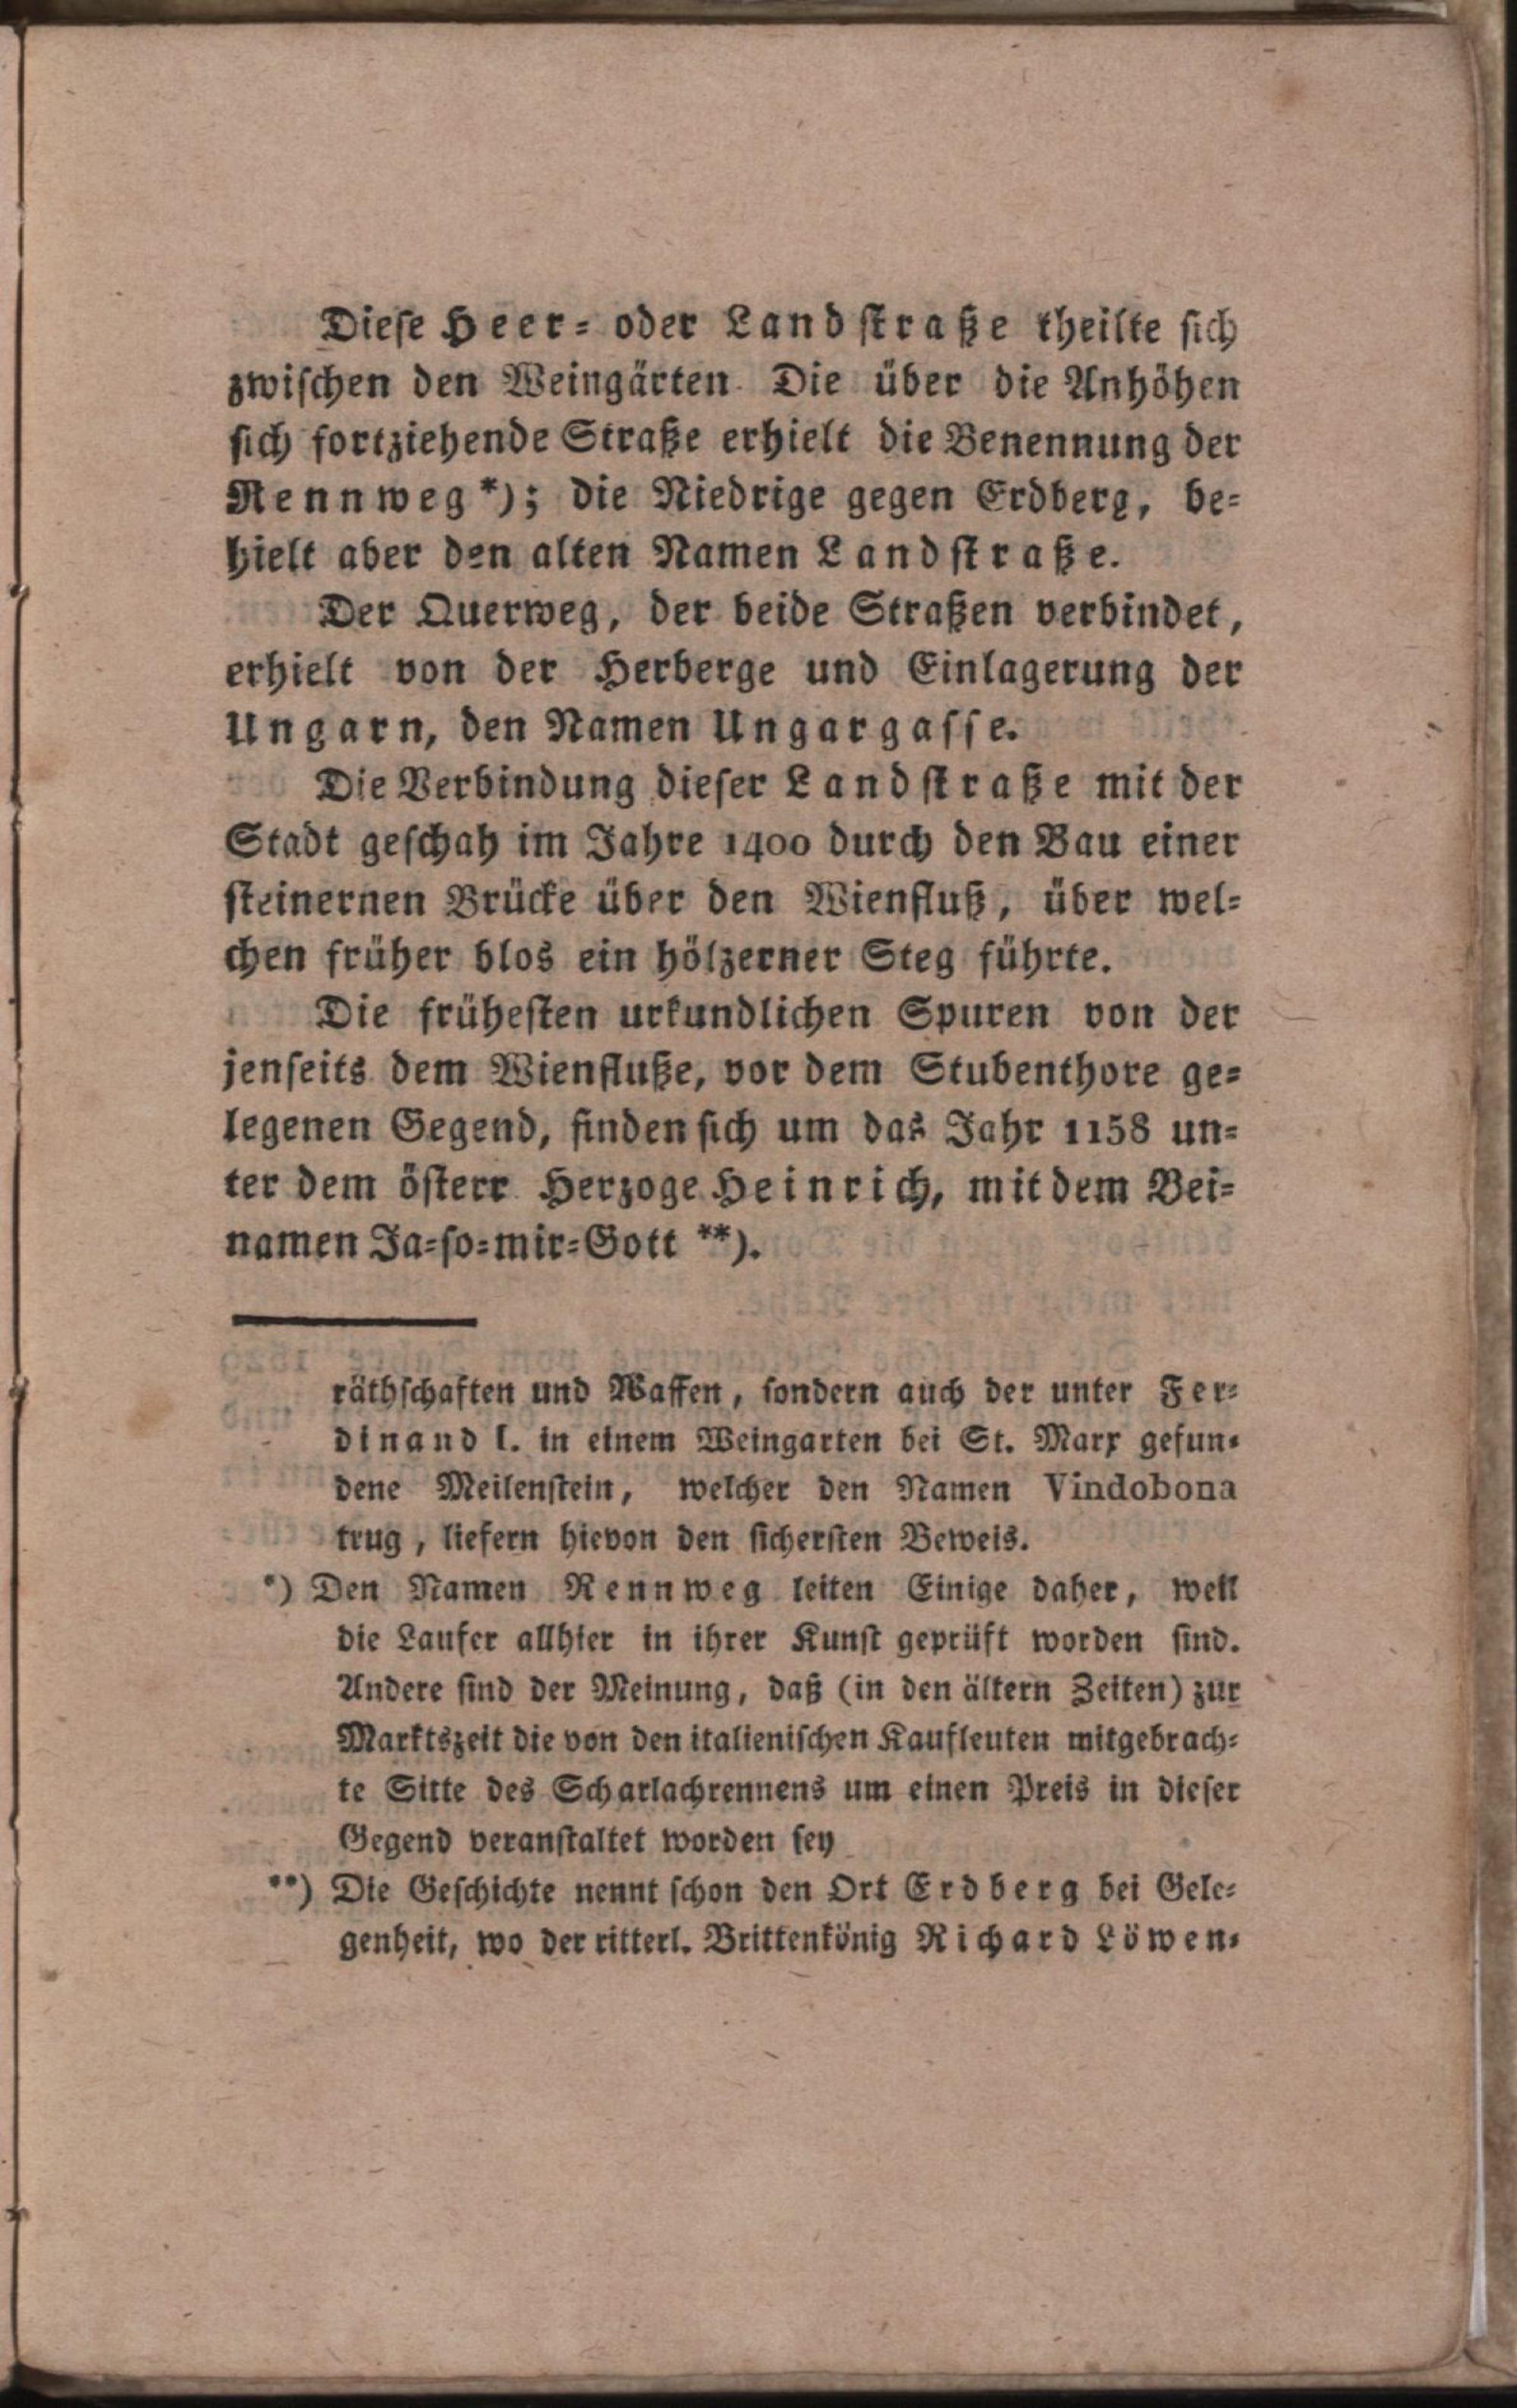 Diese Heer- oder Landstraße theilte sich
zwischen den Weingärten. Die über die Anhöhen
sich fortziehende Straße erhielt die Benennung der
Rennweg *); die Niedrige gegen Erdberg, be-
hielt aber den alten Namen Landstraße.
Der Querweg, der beide Straßen verbindet,
erhielt von der Herberge und Einlagerung der
Ungarn, den Namen Ungargasse.
Die Verbindung dieser Landstraße mit der
Stadt geschah im Jahre 1400 durch den Bau einer
steinernen Brücke über den Wienfluß, über wel-
chen früher blos ein hölzerner Steg führte.
Die frühesten urkundlichen Spuren von der
jenseits dem Wienfluße, vor dem Stubenthore ge-
legenen Gegend, finden sich um das Jahr 1158 un-
ter dem österr Herzoge Heinrich, mit dem Bei-
namen Ja-so-mir-Gott **).
räthschaften und Waffen, sondern auch der unter Fer-
dinand I. in einem Weingarten bei St. Marx gefun-
dene Meilenstein, welcher den Namen Vindobona
trug, liefern hievon den sichersten Beweis.
*) Den Namen Rennweg leiten Einige daher, weil
die Laufer allhier in ihrer Kunst geprüft worden sind.
Andere sind der Meinung, daß (in den ältern Zeiten) zur
Marktszeit die von den italienischen Kaufleuten mitgebrach-
te Sitte des Scharlachrennens um einen Preis in dieser
Gegend veranstaltet worden sey
**) Die Geschichte nennt schon den Ort Erdberg bei Gele-
genheit, wo der ritterl. Brittenkönig Richard Löwen-